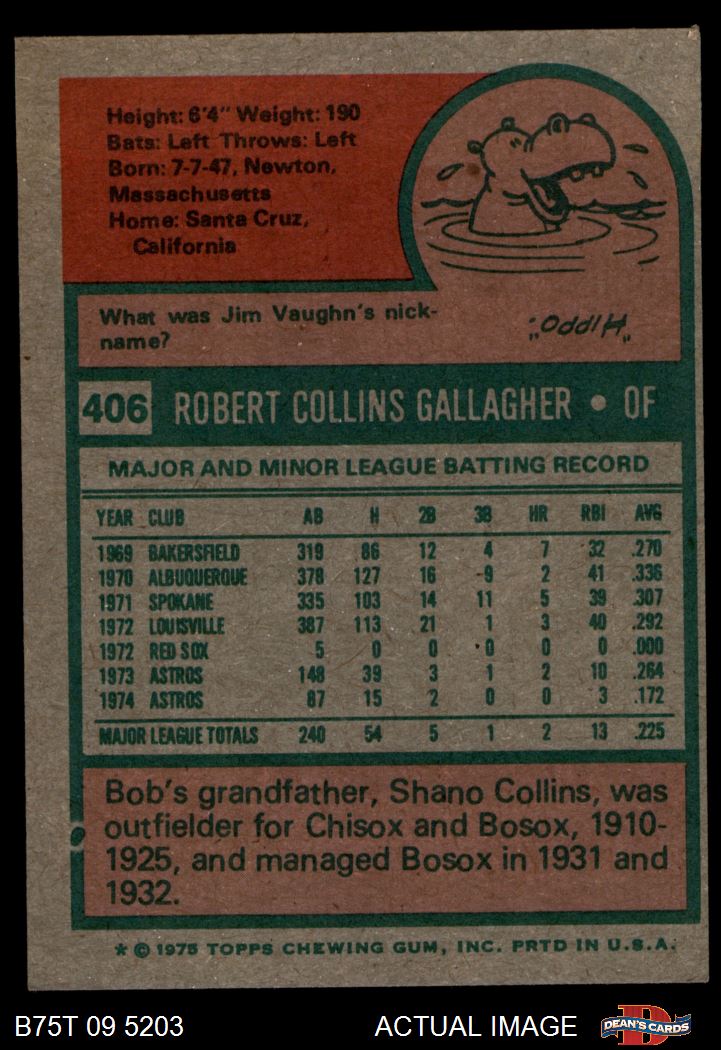 Height: 6'4" Weight: 190
Bats: Left Throws: Left
Born: 7-7-47, Newton,
Massachusetts
Home: Santa Cruz,
California
What was Jim Vaughn's nick-
name?
"Hippo."
406 ROBERT COLLINS GALLAGHER • OF
MAJOR AND MINOR LEAGUE BATTING RECORD
YEAR CLUB AB H 2B 3B HR RBI AVG
1969 BAKERSFIELD 319 86 12 4 7 32 .270
1970 ALBUQUERQUE 378 127 16 9 2 41 .336
1971 SPOKANE 335 103 14 11 5 39 .307
1972 LOUISVILLE 387 113 21 1 3 40 .292
1972 RED SOX 5 0 0 0 0 0 .000
1973 ASTROS 148 39 3 1 2 10 .264
1974 ASTROS 87 15 2 0 0 3 .172
MAJOR LEAGUE TOTALS 240 54 5 1 2 13 .225
Bob's grandfather, Shano Collins, was
outfielder for Chisox and Bosox, 1910-
1925, and managed Bosox in 1931 and
1932.
* © 1975 TOPPS CHEWING GUM, INC. PRTD IN U.S.A.
B75T 09 5203 ACTUAL IMAGE DEAN'S CARDS